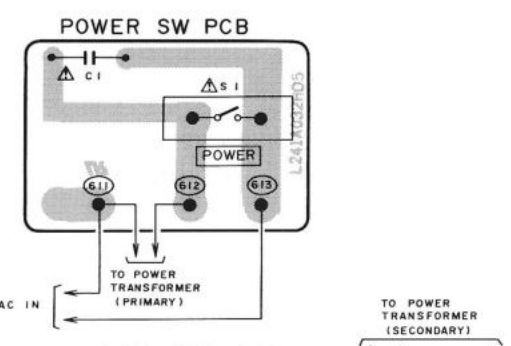 POWER SW PCB
C1
S1
L241A032H05
POWER
611
612
613
TO POWER
TRANSFORMER
(PRIMARY)
AC IN
TO POWER
TRANSFORMER
(SECONDARY)